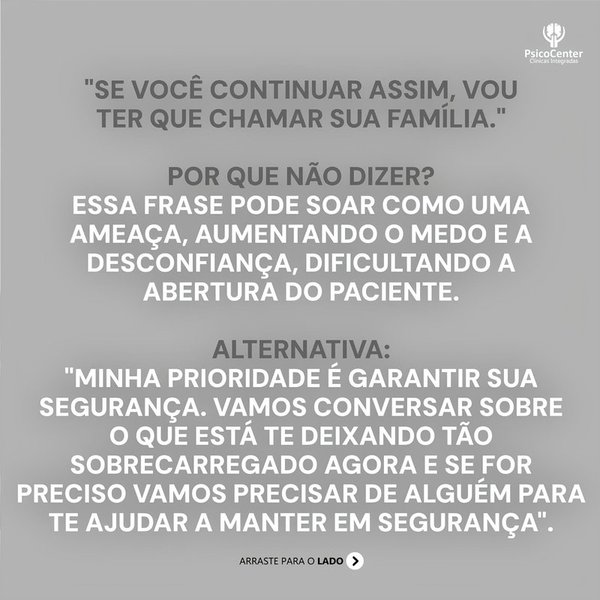 PsicoCenter
Clínicas Integradas
"SE VOCÊ CONTINUAR ASSIM, VOU
TER QUE CHAMAR SUA FAMÍLIA."
POR QUE NÃO DIZER?
ESSA FRASE PODE SOAR COMO UMA
AMEAÇA, AUMENTANDO O MEDO E A
DESCONFIANÇA, DIFICULTANDO A
ABERTURA DO PACIENTE.
ALTERNATIVA:
"MINHA PRIORIDADE É GARANTIR SUA
SEGURANÇA. VAMOS CONVERSAR SOBRE
O QUE ESTÁ TE DEIXANDO TÃO
SOBRECARREGADO AGORA E SE FOR
PRECISO VAMOS PRECISAR DE ALGUÉM PARA
TE AJUDAR A MANTER EM SEGURANÇA".
ARRASTE PARA O LADO